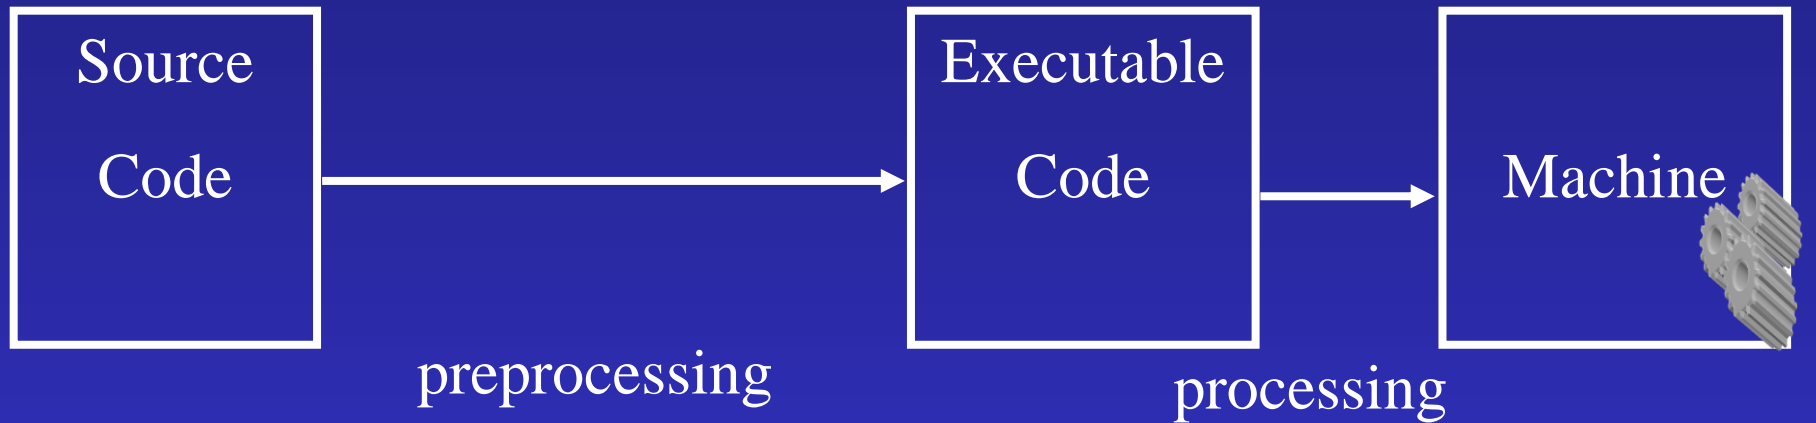 Source
Code
Executable
Code
Machine
preprocessing
processing